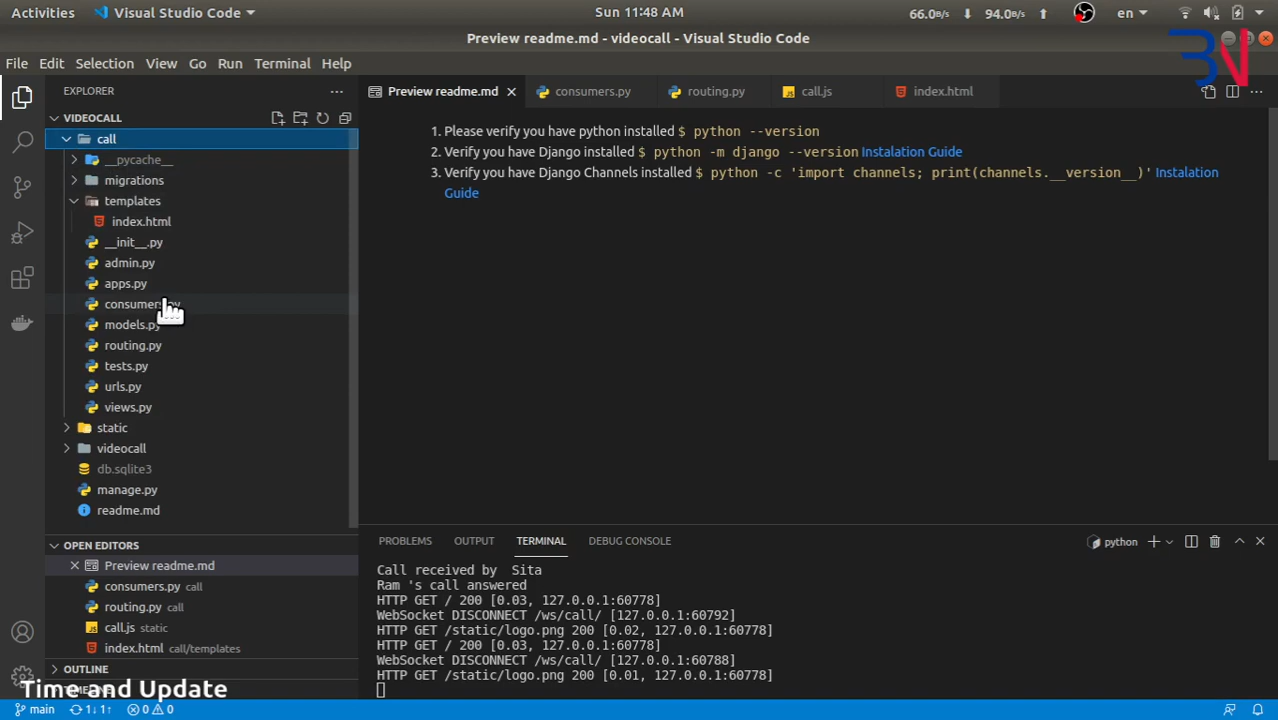 Activities Visual Studio Code Sun 11:48 AM 66.0B/s 94.0B/s en
Preview readme.md - videocall - Visual Studio Code
File Edit Selection View Go Run Terminal Help
EXPLORER
VIDEOCALL
call
__pycache__
migrations
templates
index.html
__init__.py
admin.py
apps.py
consumers.py
models.py
routing.py
tests.py
urls.py
views.py
static
videocall
db.sqlite3
manage.py
readme.md
OPEN EDITORS
Preview readme.md
consumers.py call
routing.py call
call.js static
index.html call/templates
OUTLINE
Time and Update
main 1↓ 1↑ 0 0
Preview readme.md consumers.py routing.py JS call.js index.html
BN
1. Please verify you have python installed $ python --version
2. Verify you have Django installed $ python -m django --version Instalation Guide
3. Verify you have Django Channels installed $ python -c 'import channels; print(channels.__version__)' Instalation
Guide
PROBLEMS OUTPUT TERMINAL DEBUG CONSOLE python
Call received by Sita
Ram 's call answered
HTTP GET / 200 [0.03, 127.0.0.1:60778]
WebSocket DISCONNECT /ws/call/ [127.0.0.1:60792]
HTTP GET /static/logo.png 200 [0.02, 127.0.0.1:60778]
HTTP GET / 200 [0.03, 127.0.0.1:60778]
WebSocket DISCONNECT /ws/call/ [127.0.0.1:60788]
HTTP GET /static/logo.png 200 [0.01, 127.0.0.1:60778]